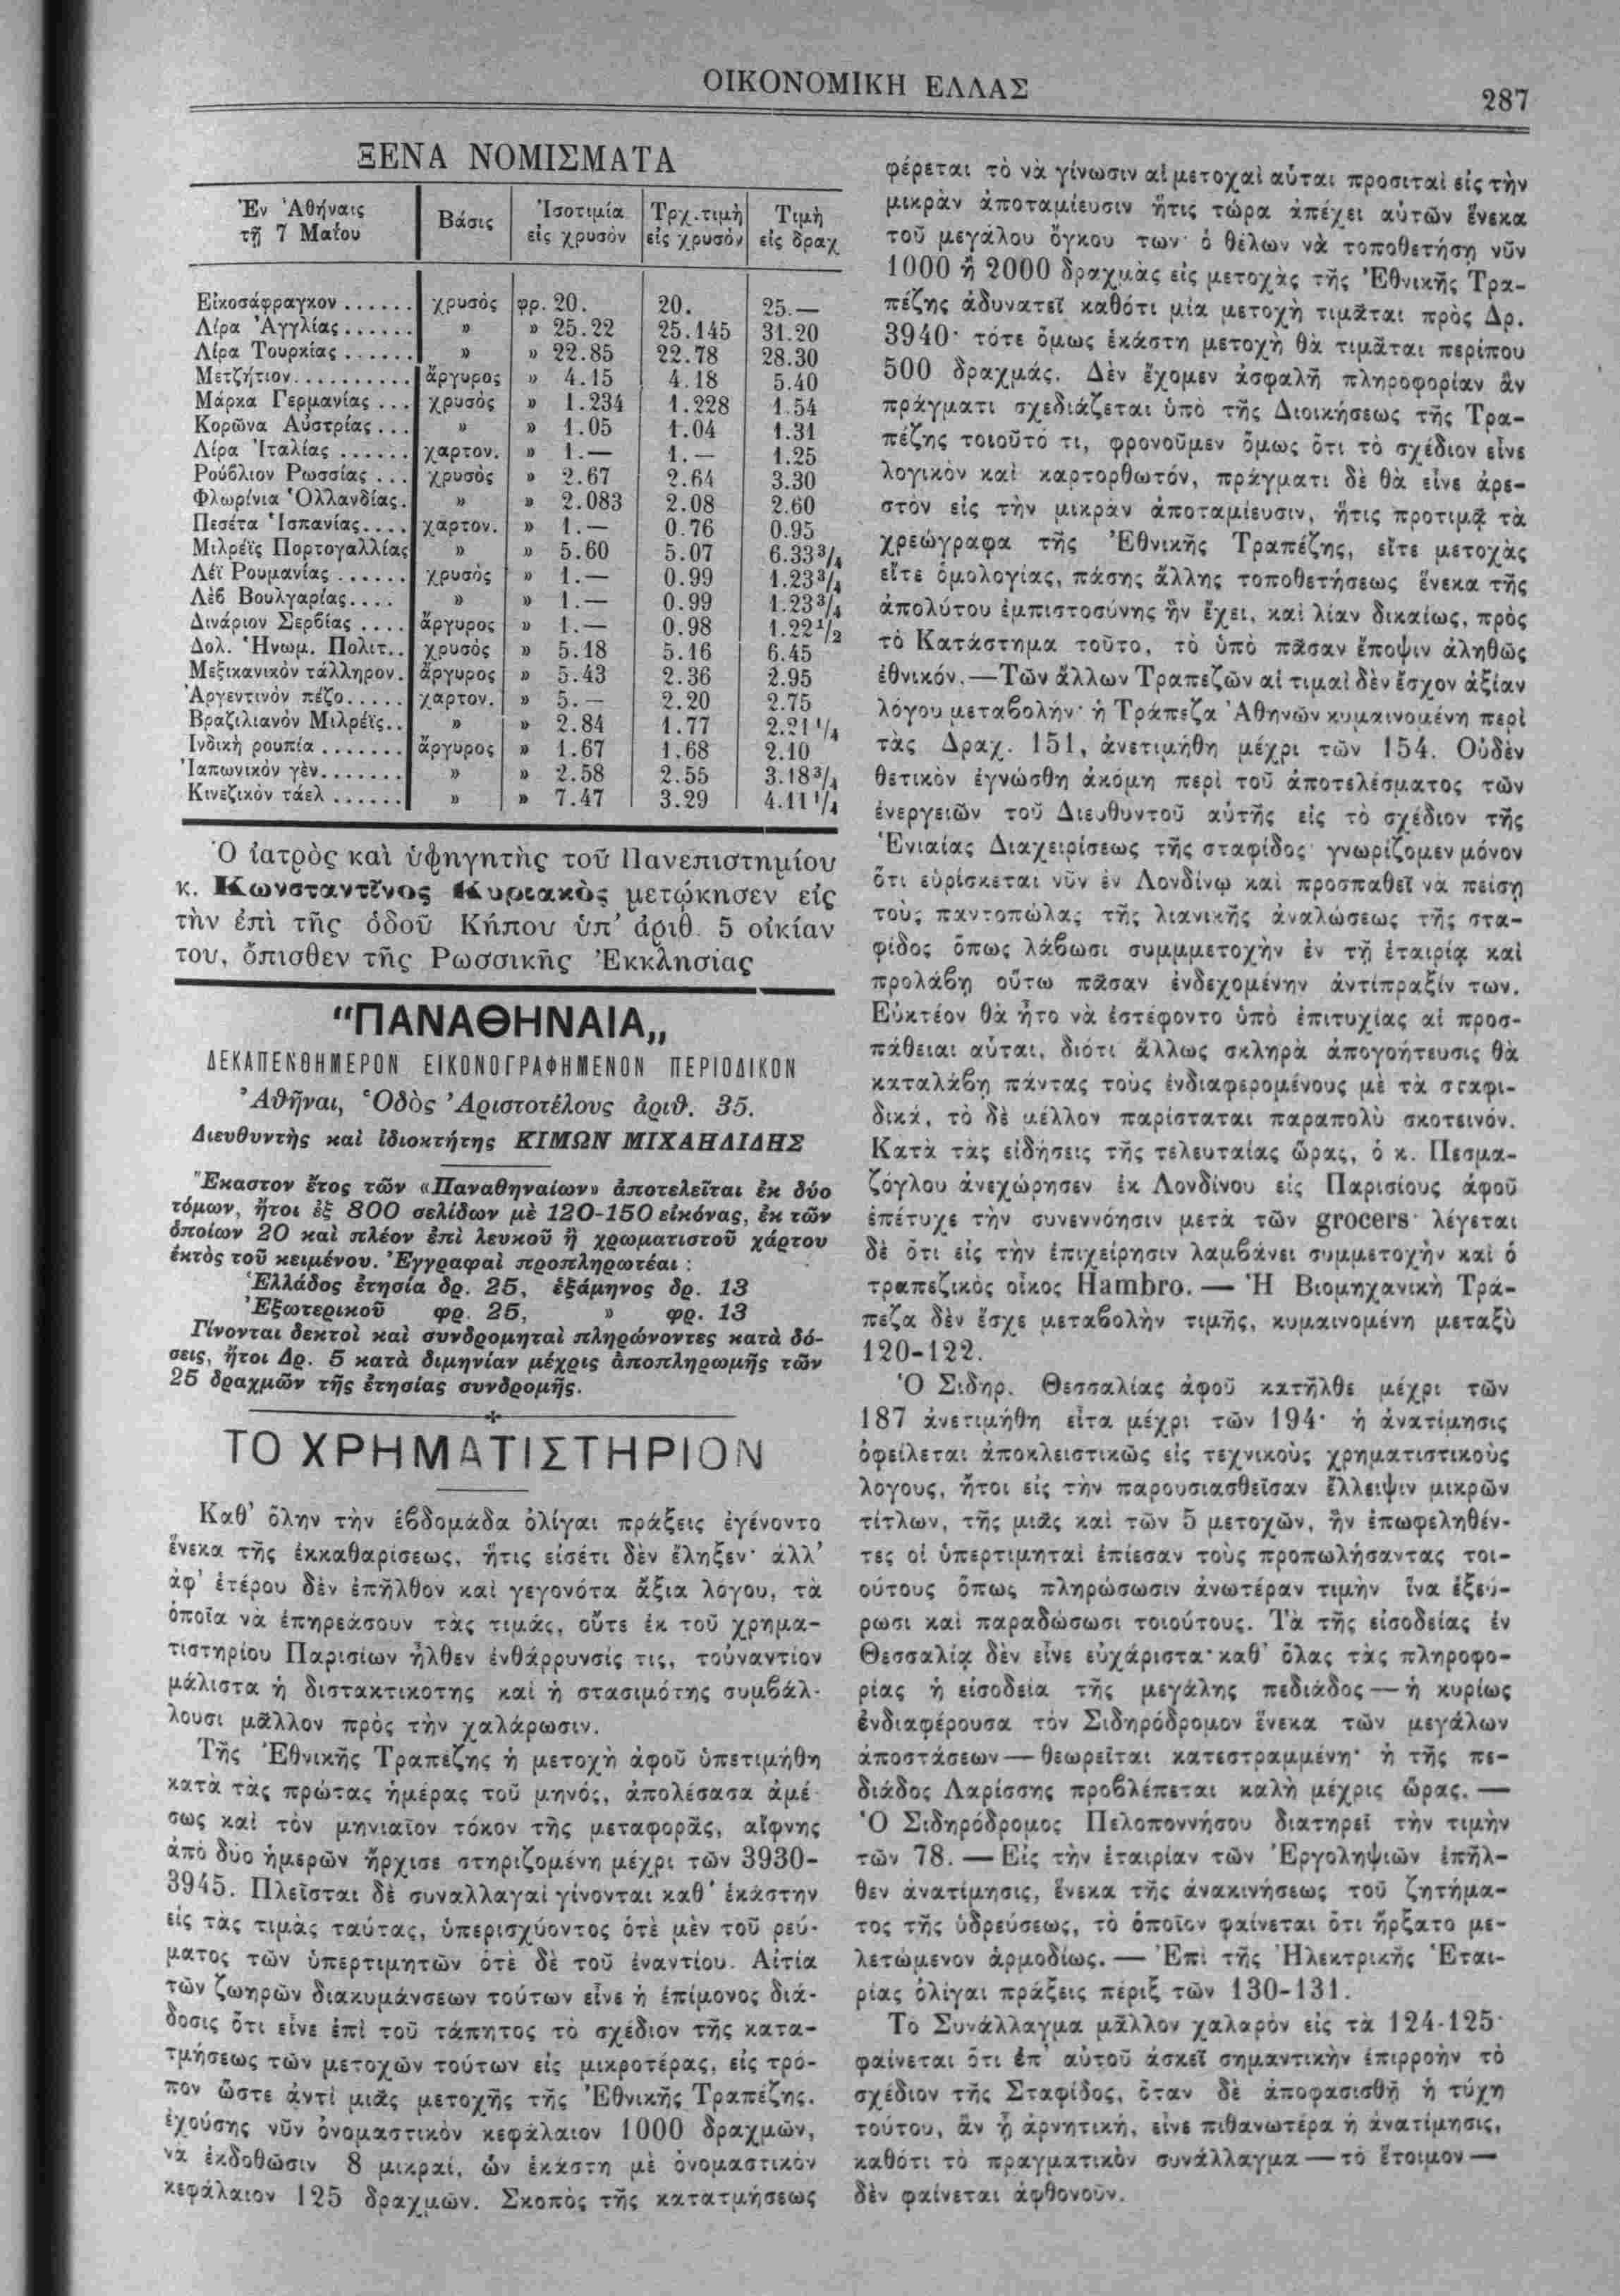 ΟΙΚΟΝΟΜΙΚΗ ΕΛΛΑΣ
287
ΞΕΝΑ ΝΟΜΙΣΜΑΤΑ
Ἐν Ἀθήναις τῇ 7 Μαΐου | Βάσις | Ἰσοτιμία εἰς χρυσόν | Τρχ.τιμὴ εἰς χρυσόν | Τιμὴ εἰς δραχ
Εἰκοσάφραγκον ...... χρυσὸς φρ. 20. 20. 25.—
Λίρα Ἀγγλίας ...... » » 25.22 25.145 31.20
Λίρα Τουρκίας ...... » » 22.85 22.78 28.30
Μετζήτιον.......... ἄργυρος » 4.15 4.18 5.40
Μάρκα Γερμανίας ... χρυσὸς » 1.234 1.228 1.54
Κορῶνα Αὐστρίας ... » » 1.05 1.04 1.31
Λίρα Ἰταλίας ...... χαρτον. » 1.— 1.— 1.25
Ρούβλιον Ρωσσίας ... χρυσὸς » 2.67 2.64 3.30
Φλωρίνια Ὁλλανδίας. » » 2.083 2.08 2.60
Πεσέτα Ἱσπανίας.... χαρτον. » 1.— 0.76 0.95
Μιλρέϊς Πορτογαλλίας » » 5.60 5.07 6.33³/₄
Λέϊ Ρουμανίας ...... χρυσὸς » 1.— 0.99 1.23³/₄
Λὲβ Βουλγαρίας.... » » 1.— 0.99 1.23³/₄
Δινάριον Σερβίας .... ἄργυρος » 1.— 0.98 1.22¹/₂
Δολ. Ἡνωμ. Πολιτ.. χρυσὸς » 5.18 5.16 6.45
Μεξικανικὸν τάλληρον. ἄργυρος » 5.43 2.36 2.95
Ἀργεντινὸν πέζο..... χαρτον. » 5.— 2.20 2.75
Βραζιλιανὸν Μιλρέϊς.. » » 2.84 1.77 2.21¹/₄
Ἰνδικὴ ρουπία ....... ἄργυρος » 1.67 1.68 2.10
Ἰαπωνικὸν γὲν....... » » 2.58 2.55 3.18³/₄
Κινεζικὸν τάελ ...... » » 7.47 3.29 4.11¹/₄
Ὁ ἰατρὸς καὶ ὑφηγητὴς τοῦ Πανεπιστημίου
κ. Κωνσταντῖνος Κυριακὸς μετῴκησεν εἰς
τὴν ἐπὶ τῆς ὁδοῦ Κήπου ὑπ' ἀριθ. 5 οἰκίαν
του, ὄπισθεν τῆς Ρωσσικῆς Ἐκκλησίας
"ΠΑΝΑΘΗΝΑΙΑ„
ΔΕΚΑΠΕΝΘΗΜΕΡΟΝ ΕΙΚΟΝΟΓΡΑΦΗΜΕΝΟΝ ΠΕΡΙΟΔΙΚΟΝ
Ἀθῆναι, Ὁδὸς Ἀριστοτέλους ἀριθ. 35.
Διευθυντὴς καὶ ἰδιοκτήτης ΚΙΜΩΝ ΜΙΧΑΗΛΙΔΗΣ
Ἕκαστον ἔτος τῶν «Παναθηναίων» ἀποτελεῖται ἐκ δύο
τόμων, ἤτοι ἐξ 800 σελίδων μὲ 120-150 εἰκόνας, ἐκ τῶν
ὁποίων 20 καὶ πλέον ἐπὶ λευκοῦ ἢ χρωματιστοῦ χάρτου
ἐκτὸς τοῦ κειμένου. Ἐγγραφαὶ προπληρωτέαι :
Ἑλλάδος ἐτησία δρ. 25, ἑξάμηνος δρ. 13
Ἐξωτερικοῦ φρ. 25, » φρ. 13
Γίνονται δεκτοὶ καὶ συνδρομηταὶ πληρώνοντες κατὰ δό-
σεις, ἤτοι Δρ. 5 κατὰ διμηνίαν μέχρις ἀποπληρωμῆς τῶν
25 δραχμῶν τῆς ἐτησίας συνδρομῆς.
ΤΟ ΧΡΗΜΑΤΙΣΤΗΡΙΟΝ
Καθ' ὅλην τὴν ἑβδομάδα ὀλίγαι πράξεις ἐγένοντο
ἕνεκα τῆς ἐκκαθαρίσεως, ἥτις εἰσέτι δὲν ἔληξεν· ἀλλ'
ἀφ' ἑτέρου δὲν ἐπῆλθον καὶ γεγονότα ἄξια λόγου, τὰ
ὁποῖα νὰ ἐπηρεάσουν τὰς τιμάς, οὔτε ἐκ τοῦ χρημα-
τιστηρίου Παρισίων ἦλθεν ἐνθάρρυνσίς τις, τοὐναντίον
μάλιστα ἡ διστακτικότης καὶ ἡ στασιμότης συμβάλ-
λουσι μᾶλλον πρὸς τὴν χαλάρωσιν.
Τῆς Ἐθνικῆς Τραπέζης ἡ μετοχὴ ἀφοῦ ὑπετιμήθη
κατὰ τὰς πρώτας ἡμέρας τοῦ μηνός, ἀπολέσασα ἀμέ-
σως καὶ τὸν μηνιαῖον τόκον τῆς μεταφορᾶς, αἴφνης
ἀπὸ δύο ἡμερῶν ἤρχισε στηριζομένη μέχρι τῶν 3930-
3945. Πλεῖσται δὲ συναλλαγαὶ γίνονται καθ' ἑκάστην
εἰς τὰς τιμὰς ταύτας, ὑπερισχύοντος ὁτὲ μὲν τοῦ ρεύ-
ματος τῶν ὑπερτιμητῶν ὁτὲ δὲ τοῦ ἐναντίου. Αἰτία
τῶν ζωηρῶν διακυμάνσεων τούτων εἶνε ἡ ἐπίμονος διά-
δοσις ὅτι εἶνε ἐπὶ τοῦ τάπητος τὸ σχέδιον τῆς κατα-
τμήσεως τῶν μετοχῶν τούτων εἰς μικροτέρας, εἰς τρό-
πον ὥστε ἀντὶ μιᾶς μετοχῆς τῆς Ἐθνικῆς Τραπέζης,
ἐχούσης νῦν ὀνομαστικὸν κεφάλαιον 1000 δραχμῶν,
νὰ ἐκδοθῶσιν 8 μικραί, ὧν ἑκάστη μὲ ὀνομαστικὸν
κεφάλαιον 125 δραχμῶν. Σκοπὸς τῆς κατατμήσεως
φέρεται τὸ νὰ γίνωσιν αἱ μετοχαὶ αὗται προσιταὶ εἰς τὴν
μικρὰν ἀποταμίευσιν ἥτις τώρα ἀπέχει αὐτῶν ἕνεκα
τοῦ μεγάλου ὄγκου των· ὁ θέλων νὰ τοποθετήσῃ νῦν
1000 ἢ 2000 δραχμὰς εἰς μετοχὰς τῆς Ἐθνικῆς Τρα-
πέζης ἀδυνατεῖ καθότι μία μετοχὴ τιμᾶται πρὸς Δρ.
3940· τότε ὅμως ἑκάστη μετοχὴ θὰ τιμᾶται περίπου
500 δραχμάς. Δὲν ἔχομεν ἀσφαλῆ πληροφορίαν ἂν
πράγματι σχεδιάζεται ὑπὸ τῆς Διοικήσεως τῆς Τρα-
πέζης τοιοῦτό τι, φρονοῦμεν ὅμως ὅτι τὸ σχέδιον εἶνε
λογικὸν καὶ καρτορθωτόν, πράγματι δὲ θὰ εἶνε ἀρε-
στὸν εἰς τὴν μικρὰν ἀποταμίευσιν, ἥτις προτιμᾷ τὰ
χρεώγραφα τῆς Ἐθνικῆς Τραπέζης, εἴτε μετοχὰς
εἴτε ὁμολογίας, πάσης ἄλλης τοποθετήσεως ἕνεκα τῆς
ἀπολύτου ἐμπιστοσύνης ἣν ἔχει, καὶ λίαν δικαίως, πρὸς
τὸ Κατάστημα τοῦτο, τὸ ὑπὸ πᾶσαν ἔποψιν ἀληθῶς
ἐθνικόν.—Τῶν ἄλλων Τραπεζῶν αἱ τιμαὶ δὲν ἔσχον ἀξίαν
λόγου μεταβολήν· ἡ Τράπεζα Ἀθηνῶν κυμαινομένη περὶ
τὰς Δραχ. 151, ἀνετιμήθη μέχρι τῶν 154. Οὐδὲν
θετικὸν ἐγνώσθη ἀκόμη περὶ τοῦ ἀποτελέσματος τῶν
ἐνεργειῶν τοῦ Διευθυντοῦ αὐτῆς εἰς τὸ σχέδιον τῆς
Ἑνιαίας Διαχειρίσεως τῆς σταφίδος· γνωρίζομεν μόνον
ὅτι εὑρίσκεται νῦν ἐν Λονδίνῳ καὶ προσπαθεῖ νὰ πείσῃ
τοὺς παντοπώλας τῆς λιανικῆς ἀναλώσεως τῆς στα-
φίδος ὅπως λάβωσι συμμμετοχὴν ἐν τῇ ἑταιρίᾳ καὶ
προλάβῃ οὕτω πᾶσαν ἐνδεχομένην ἀντίπραξίν των.
Εὐκτέον θὰ ἦτο νὰ ἐστέφοντο ὑπὸ ἐπιτυχίας αἱ προσ-
πάθειαι αὗται, διότι ἄλλως σκληρὰ ἀπογοήτευσις θὰ
καταλάβῃ πάντας τοὺς ἐνδιαφερομένους μὲ τὰ σταφι-
δικά, τὸ δὲ μέλλον παρίσταται παραπολὺ σκοτεινόν.
Κατὰ τὰς εἰδήσεις τῆς τελευταίας ὥρας, ὁ κ. Πεσμα-
ζόγλου ἀνεχώρησεν ἐκ Λονδίνου εἰς Παρισίους ἀφοῦ
ἐπέτυχε τὴν συνεννόησιν μετὰ τῶν grocers· λέγεται
δὲ ὅτι εἰς τὴν ἐπιχείρησιν λαμβάνει συμμετοχὴν καὶ ὁ
τραπεζικὸς οἶκος Hambro. — Ἡ Βιομηχανικὴ Τρά-
πεζα δὲν ἔσχε μεταβολὴν τιμῆς, κυμαινομένη μεταξὺ
120-122.
Ὁ Σιδηρ. Θεσσαλίας ἀφοῦ κατῆλθε μέχρι τῶν
187 ἀνετιμήθη εἶτα μέχρι τῶν 194· ἡ ἀνατίμησις
ὀφείλεται ἀποκλειστικῶς εἰς τεχνικοὺς χρηματιστικοὺς
λόγους, ἤτοι εἰς τὴν παρουσιασθεῖσαν ἔλλειψιν μικρῶν
τίτλων, τῆς μιᾶς καὶ τῶν 5 μετοχῶν, ἣν ἐπωφεληθέν-
τες οἱ ὑπερτιμηταὶ ἐπίεσαν τοὺς προπωλήσαντας τοι-
ούτους ὅπως πληρώσωσιν ἀνωτέραν τιμὴν ἵνα ἐξεύ-
ρωσι καὶ παραδώσωσι τοιούτους. Τὰ τῆς εἰσοδείας ἐν
Θεσσαλίᾳ δὲν εἶνε εὐχάριστα· καθ' ὅλας τὰς πληροφο-
ρίας ἡ εἰσοδεία τῆς μεγάλης πεδιάδος — ἡ κυρίως
ἐνδιαφέρουσα τὸν Σιδηρόδρομον ἕνεκα τῶν μεγάλων
ἀποστάσεων — θεωρεῖται κατεστραμμένη· ἡ τῆς πε-
διάδος Λαρίσσης προβλέπεται καλὴ μέχρις ὥρας. —
Ὁ Σιδηρόδρομος Πελοποννήσου διατηρεῖ τὴν τιμὴν
τῶν 78. — Εἰς τὴν ἑταιρίαν τῶν Ἐργοληψιῶν ἐπῆλ-
θεν ἀνατίμησις, ἕνεκα τῆς ἀνακινήσεως τοῦ ζητήμα-
τος τῆς ὑδρεύσεως, τὸ ὁποῖον φαίνεται ὅτι ἤρξατο με-
λετώμενον ἁρμοδίως. — Ἐπὶ τῆς Ἠλεκτρικῆς Ἑται-
ρίας ὀλίγαι πράξεις πέριξ τῶν 130-131.
Τὸ Συνάλλαγμα μᾶλλον χαλαρὸν εἰς τὰ 124-125·
φαίνεται ὅτι ἐπ' αὐτοῦ ἀσκεῖ σημαντικὴν ἐπιρροὴν τὸ
σχέδιον τῆς Σταφίδος, ὅταν δὲ ἀποφασισθῇ ἡ τύχη
τούτου, ἂν ᾖ ἀρνητική, εἶνε πιθανωτέρα ἡ ἀνατίμησις,
καθότι τὸ πραγματικὸν συνάλλαγμα — τὸ ἕτοιμον —
δὲν φαίνεται ἀφθονοῦν.